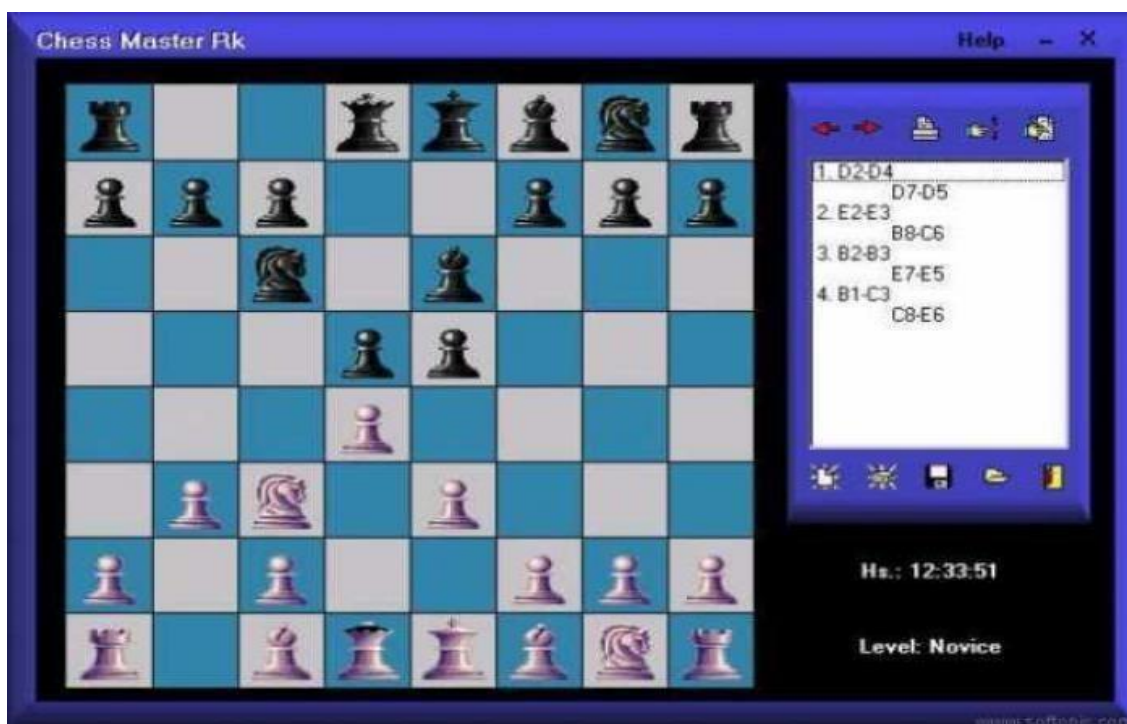 Chess Master Rk
Help
1. D2-D4
D7-D5
2. E2-E3
B8-C6
3. B2-B3
E7-E5
4. B1-C3
C8-E6
Hs.: 12:33:51
Level: Novice